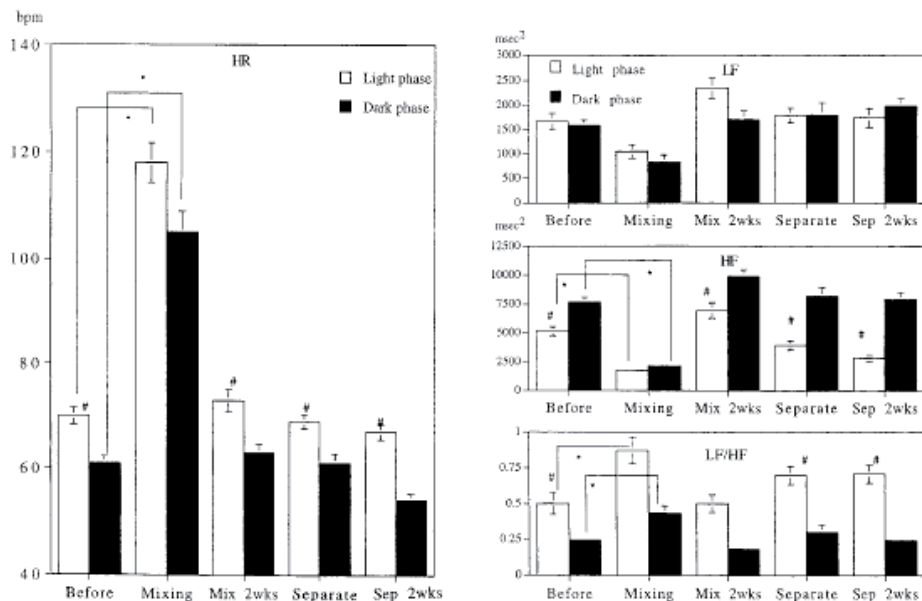 bpm
140
120
100
80
60
40
HR
Light phase
Dark phase
*
*
#
#
#
#
Before Mixing Mix 2wks Separate Sep 2wks
msec2
3000
2500
2000
1500
1000
500
0
LF
Light phase
Dark phase
Before Mixing Mix 2wks Separate Sep 2wks
msec2
12500
10000
7500
5000
2500
0
HF
*
*
#
#
#
#
Before Mixing Mix 2wks Separate Sep 2wks
1
0.75
0.5
0.25
0
LF/HF
*
*
#
#
#
Before Mixing Mix 2wks Separate Sep 2wks